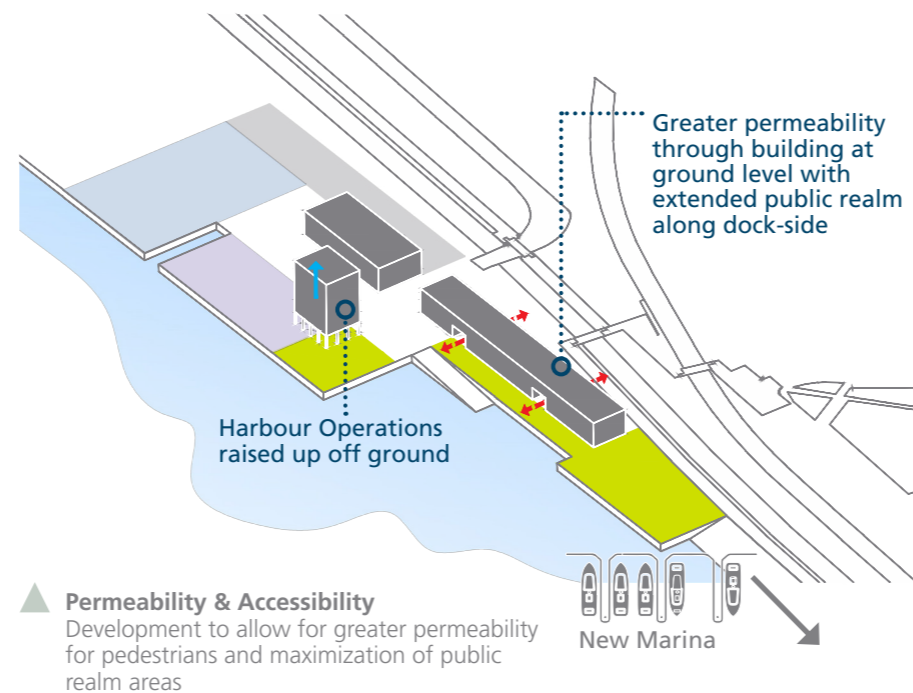 Greater permeability
through building at
ground level with
extended public realm
along dock-side
Harbour Operations
raised up off ground
New Marina
Permeability & Accessibility
Development to allow for greater permeability
for pedestrians and maximization of public
realm areas